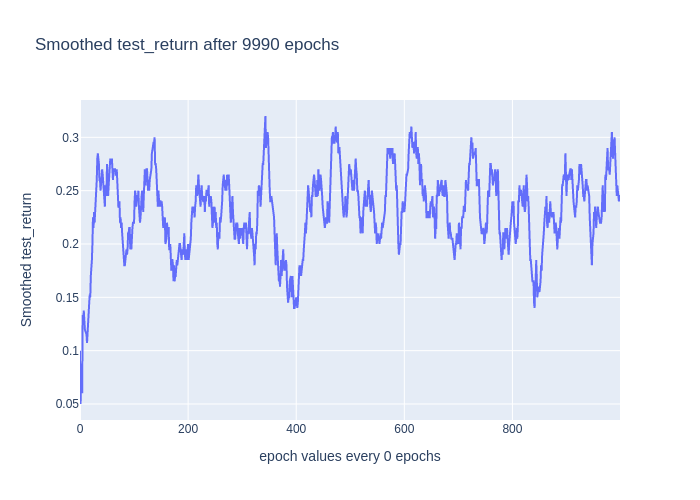 Smoothed test_return after 9990 epochs
Smoothed test_return
0.3
0.25
0.2
0.15
0.1
0.05
0 200 400 600 800
epoch values every 0 epochs